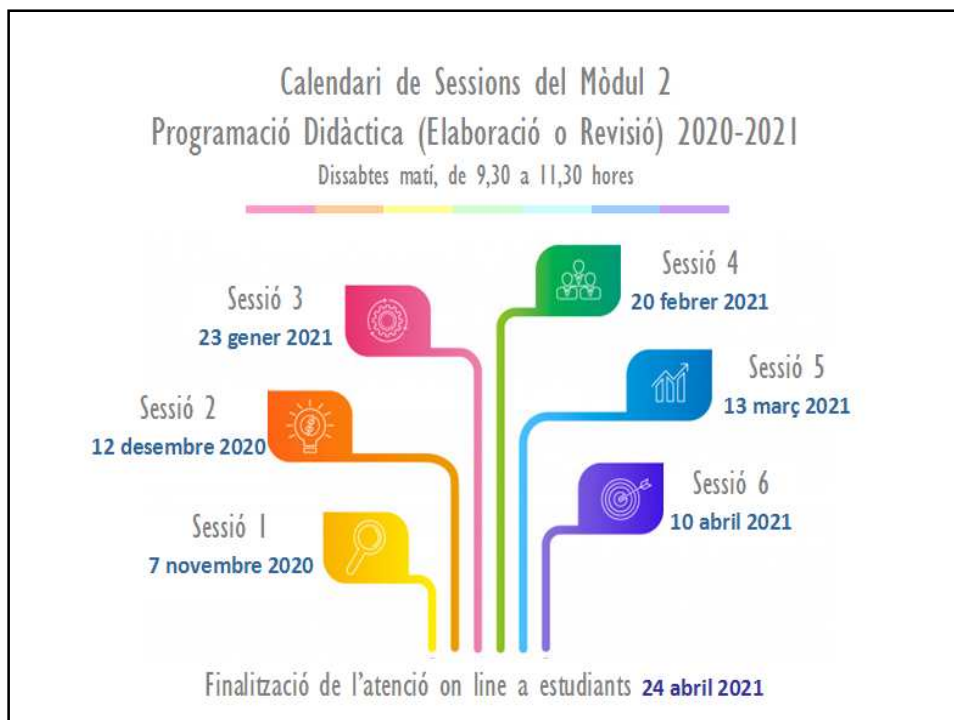 Calendari de Sessions del Mòdul 2
Programació Didàctica (Elaboració o Revisió) 2020-2021
Dissabtes matí, de 9,30 a 11,30 hores
Sessió 1
7 novembre 2020
Sessió 2
12 desembre 2020
Sessió 3
23 gener 2021
Sessió 4
20 febrer 2021
Sessió 5
13 març 2021
Sessió 6
10 abril 2021
Finalització de l'atenció on line a estudiants 24 abril 2021